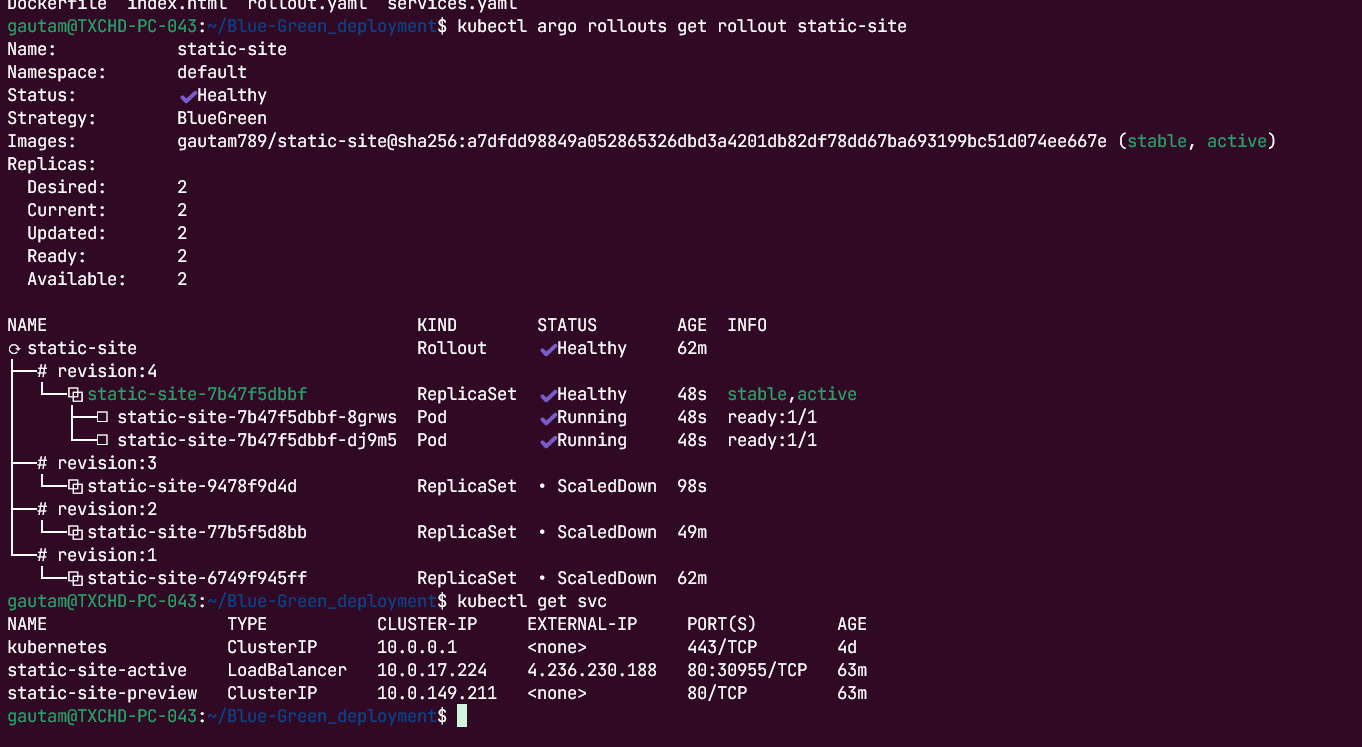 Dockerfile index.html rollout.yaml services.yaml
gautam@TXCHD-PC-043:~/Blue-Green_deployment$ kubectl argo rollouts get rollout static-site
Name: static-site
Namespace: default
Status: ✔Healthy
Strategy: BlueGreen
Images: gautam789/static-site@sha256:a7dfdd98849a052865326dbd3a4201db82df78dd67ba693199bc51d074ee667e (stable, active)
Replicas:
Desired: 2
Current: 2
Updated: 2
Ready: 2
Available: 2
NAME KIND STATUS AGE INFO
⟳ static-site Rollout ✔Healthy 62m
├──# revision:4
│ └──⧉ static-site-7b47f5dbbf ReplicaSet ✔Healthy 48s stable,active
│ ├──□ static-site-7b47f5dbbf-8grws Pod ✔Running 48s ready:1/1
│ └──□ static-site-7b47f5dbbf-dj9m5 Pod ✔Running 48s ready:1/1
├──# revision:3
│ └──⧉ static-site-9478f9d4d ReplicaSet • ScaledDown 98s
├──# revision:2
│ └──⧉ static-site-77b5f5d8bb ReplicaSet • ScaledDown 49m
└──# revision:1
└──⧉ static-site-6749f945ff ReplicaSet • ScaledDown 62m
gautam@TXCHD-PC-043:~/Blue-Green_deployment$ kubectl get svc
NAME TYPE CLUSTER-IP EXTERNAL-IP PORT(S) AGE
kubernetes ClusterIP 10.0.0.1 <none> 443/TCP 4d
static-site-active LoadBalancer 10.0.17.224 4.236.230.188 80:30955/TCP 63m
static-site-preview ClusterIP 10.0.149.211 <none> 80/TCP 63m
gautam@TXCHD-PC-043:~/Blue-Green_deployment$